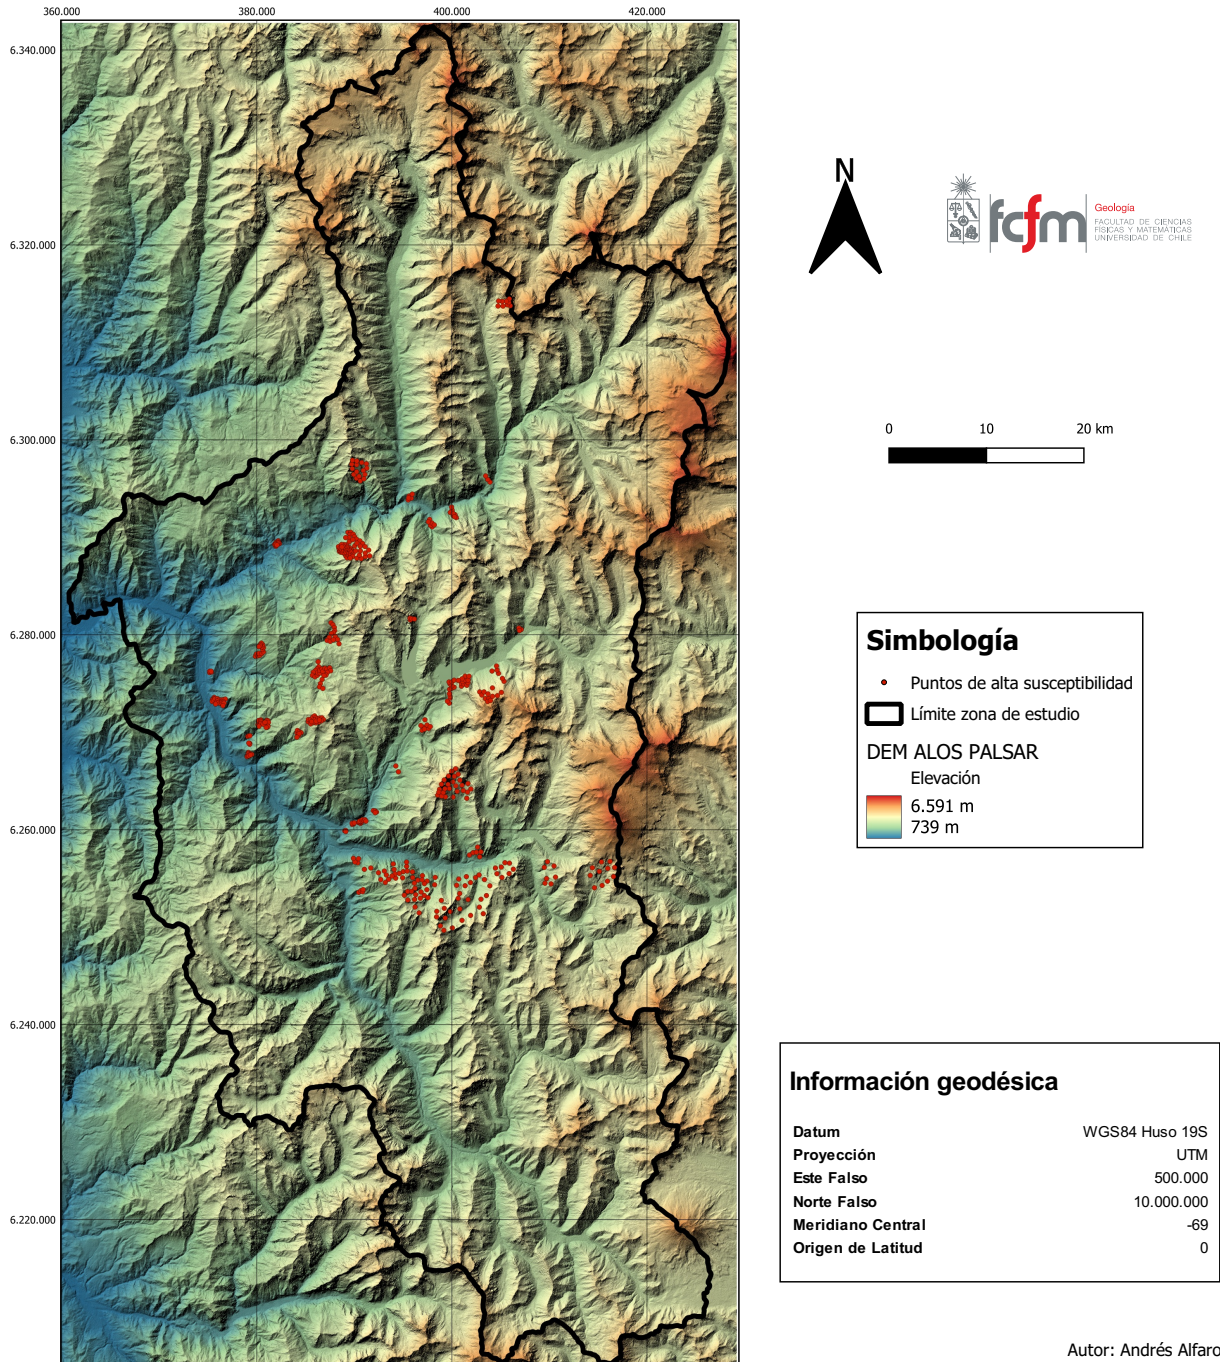 360.000 380.000 400.000 420.000
6.340.000
6.320.000
6.300.000
6.280.000
6.260.000
6.240.000
6.220.000
N
fcfm
Geología
FACULTAD DE CIENCIAS
FÍSICAS Y MATEMÁTICAS
UNIVERSIDAD DE CHILE
0 10 20 km
Simbología
Puntos de alta susceptibilidad
Límite zona de estudio
DEM ALOS PALSAR
Elevación
6.591 m
739 m
Información geodésica
Datum WGS84 Huso 19S
Proyección UTM
Este Falso 500.000
Norte Falso 10.000.000
Meridiano Central -69
Origen de Latitud 0
Autor: Andrés Alfaro